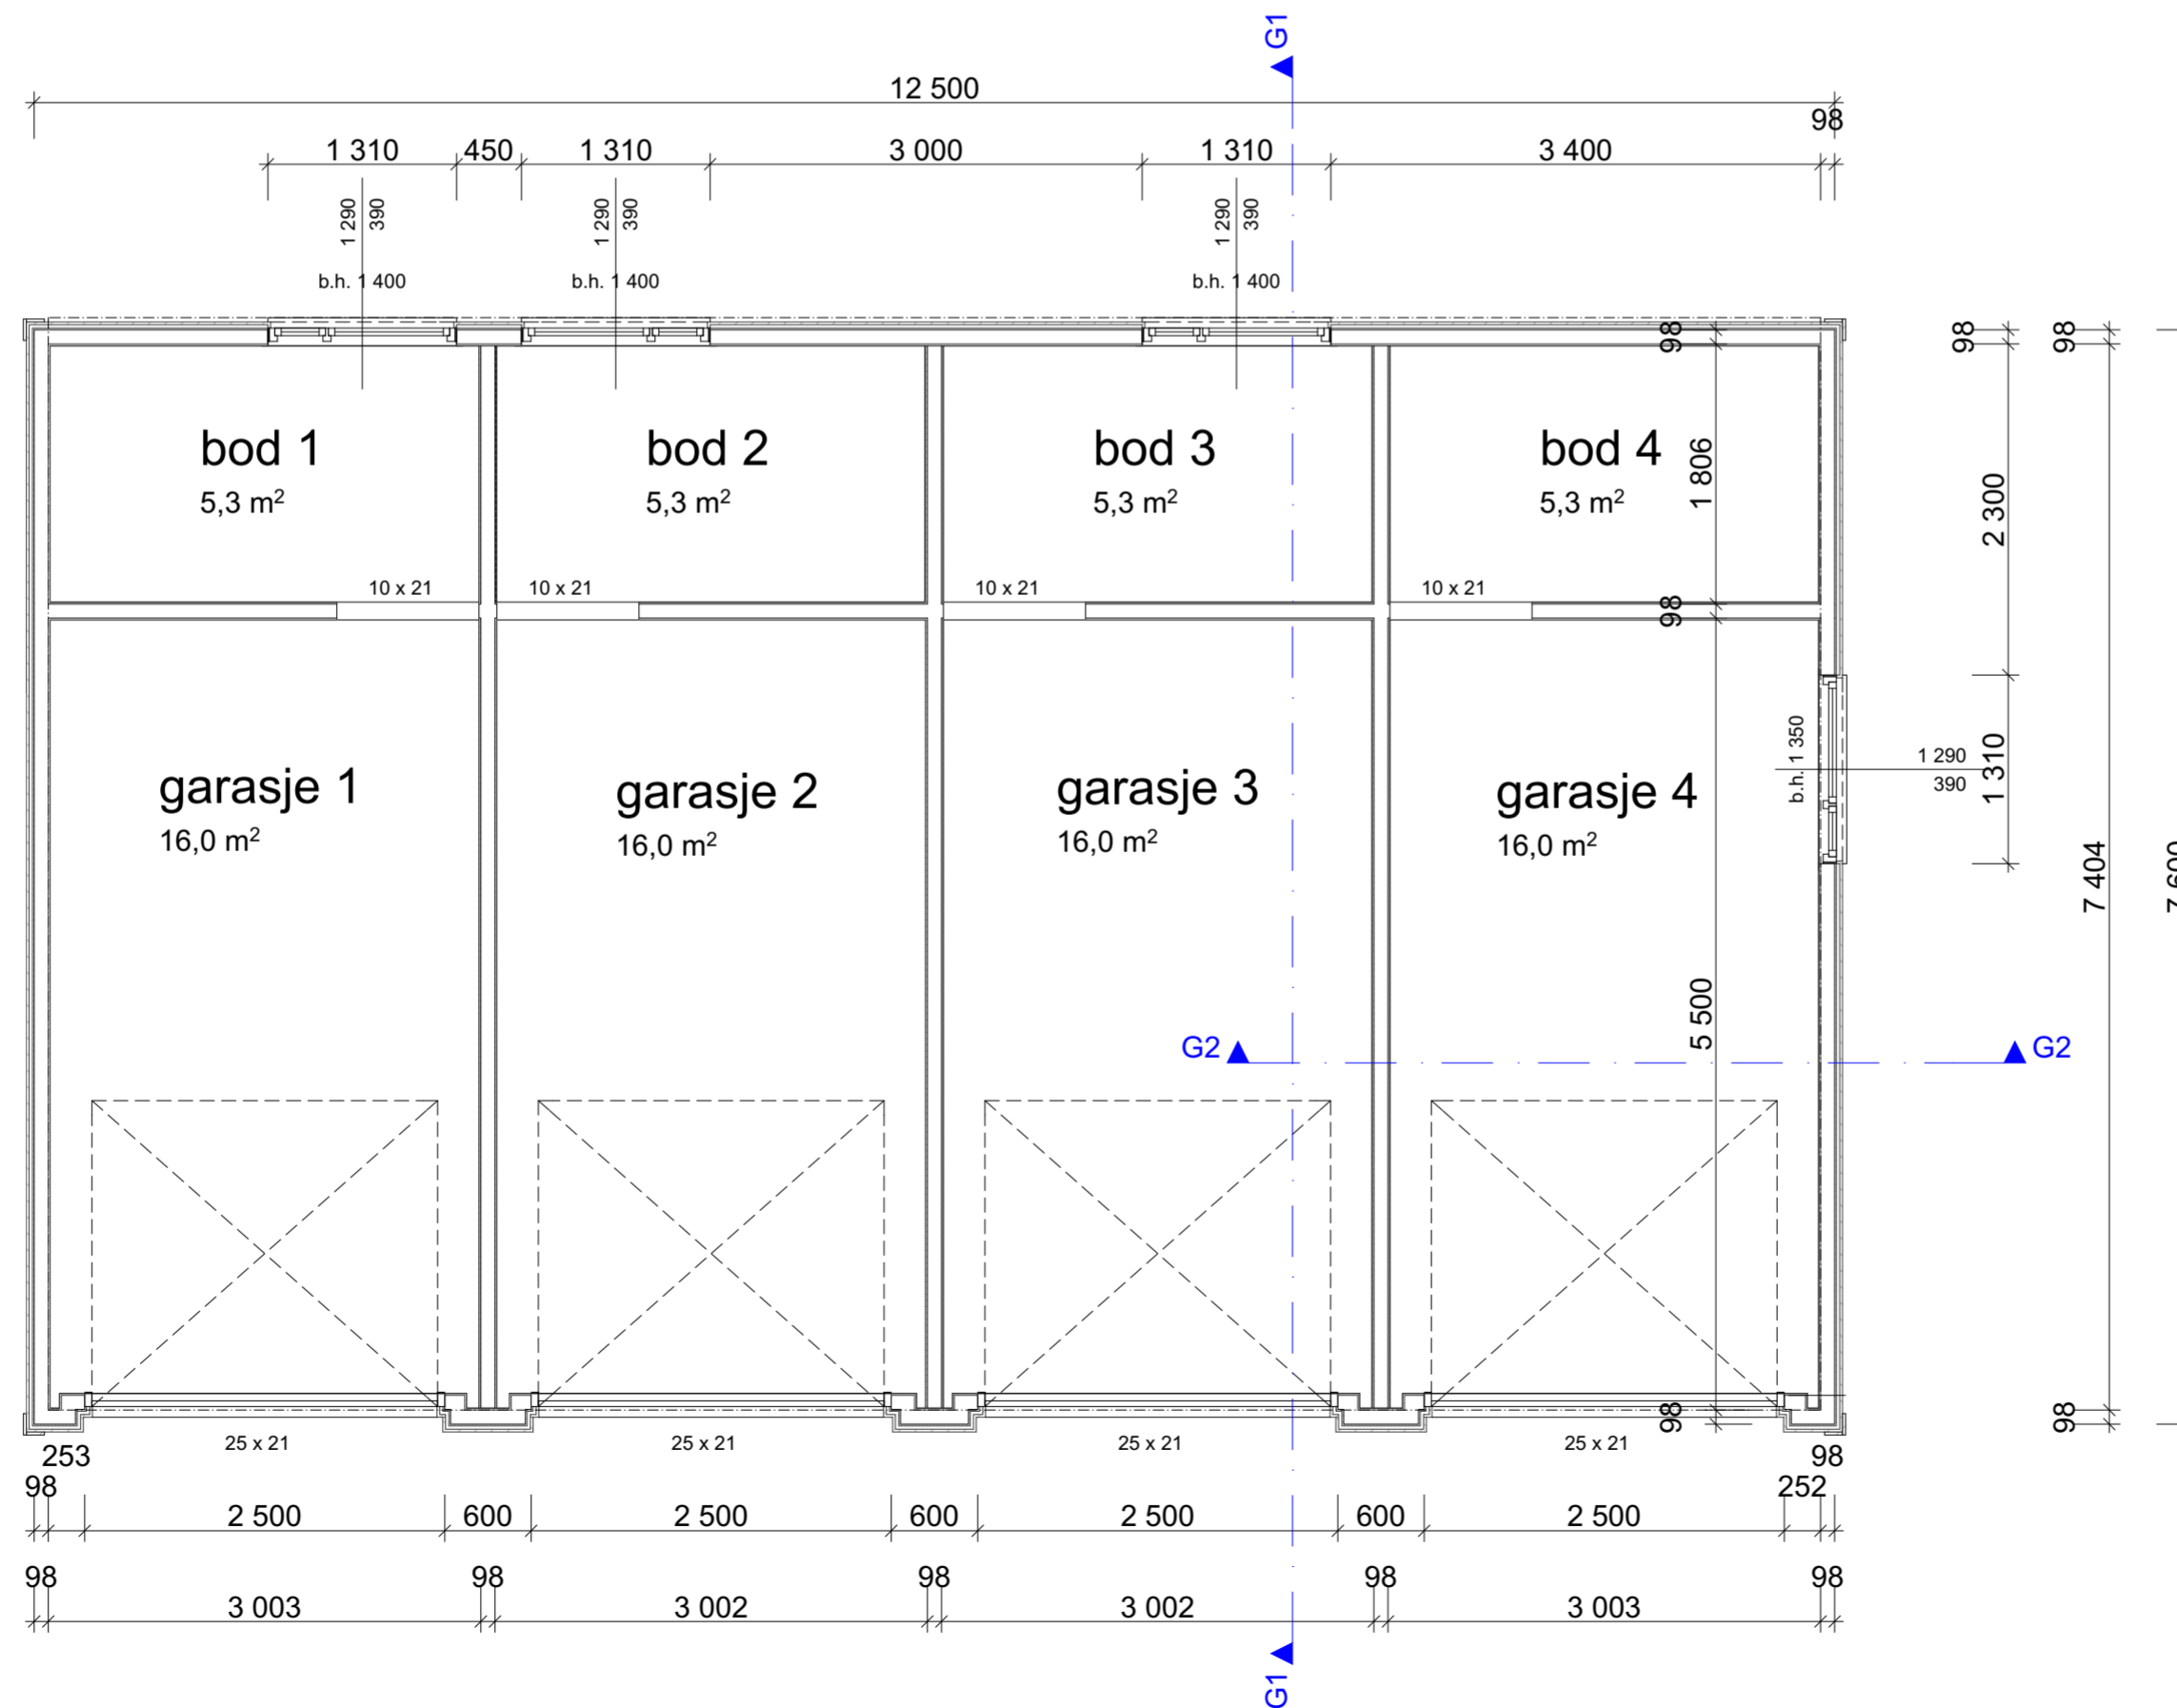 G1
12 500
98
1 310
450
1 310
3 000
1 310
3 400
1 290
390
1 290
390
1 290
390
b.h. 1 400
b.h. 1 400
b.h. 1 400
98
98
98
bod 1
5,3 m²
bod 2
5,3 m²
bod 3
5,3 m²
bod 4
5,3 m²
1 806
2 300
10 x 21
10 x 21
10 x 21
10 x 21
98
garasje 1
16,0 m²
garasje 2
16,0 m²
garasje 3
16,0 m²
garasje 4
16,0 m²
b.h. 1 350
1 290
390
1 310
7 404
7 600
5 500
G2
G2
98
98
25 x 21
25 x 21
25 x 21
25 x 21
253
98
98
252
2 500
600
2 500
600
2 500
600
2 500
98
98
98
98
98
3 003
3 002
3 002
3 003
G1